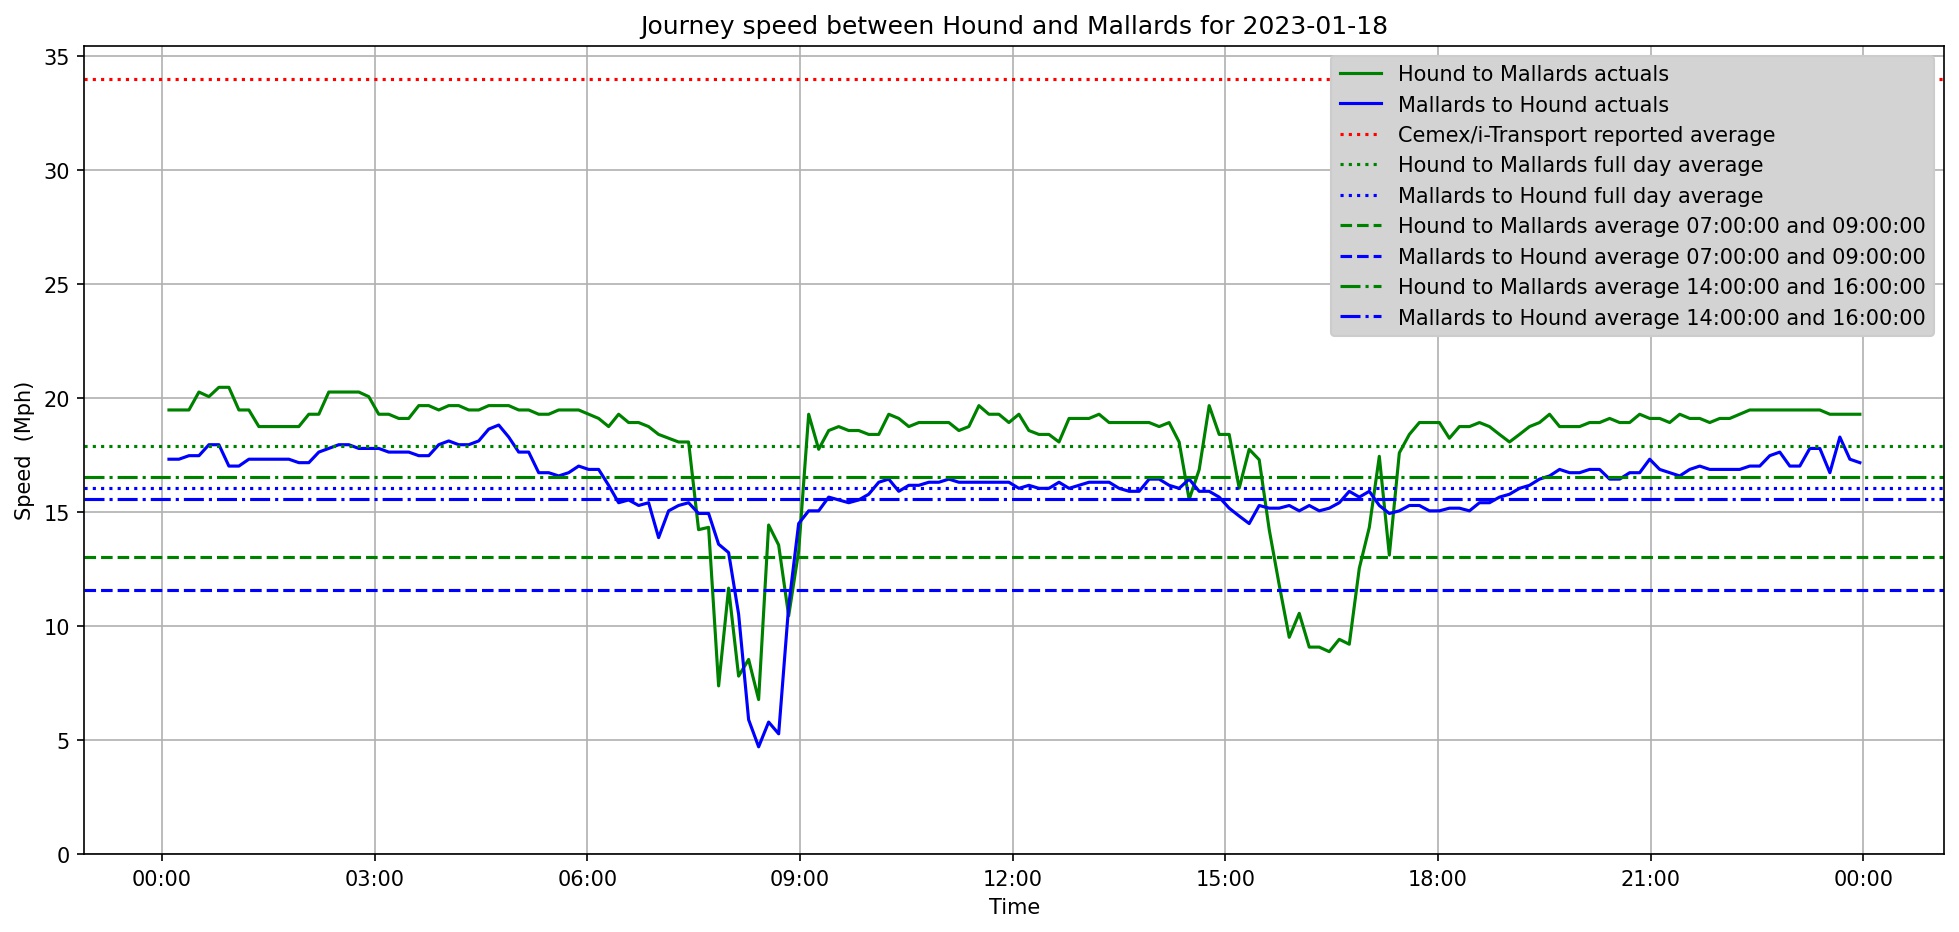 Journey speed between Hound and Mallards for 2023-01-18
35
30
25
20
15
10
5
0
Speed (Mph)
Hound to Mallards actuals
Mallards to Hound actuals
Cemex/i-Transport reported average
Hound to Mallards full day average
Mallards to Hound full day average
Hound to Mallards average 07:00:00 and 09:00:00
Mallards to Hound average 07:00:00 and 09:00:00
Hound to Mallards average 14:00:00 and 16:00:00
Mallards to Hound average 14:00:00 and 16:00:00
00:00 03:00 06:00 09:00 12:00 15:00 18:00 21:00 00:00
Time